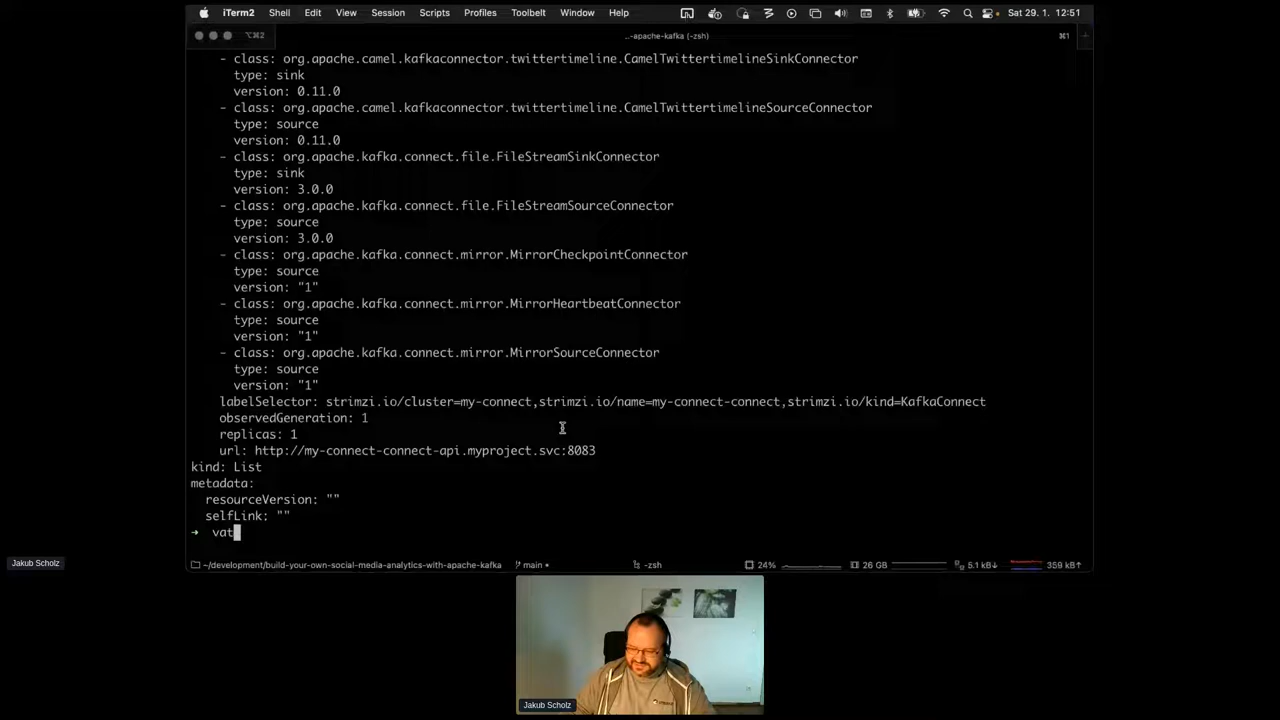 iTerm2 Shell Edit View Session Scripts Profiles Toolbelt Window Help Sat 29. 1. 12:51
⌥⌘2 ..-apache-kafka (-zsh) ⌘1
- class: org.apache.camel.kafkaconnector.twittertimeline.CamelTwittertimelineSinkConnector
type: sink
version: 0.11.0
- class: org.apache.camel.kafkaconnector.twittertimeline.CamelTwittertimelineSourceConnector
type: source
version: 0.11.0
- class: org.apache.kafka.connect.file.FileStreamSinkConnector
type: sink
version: 3.0.0
- class: org.apache.kafka.connect.file.FileStreamSourceConnector
type: source
version: 3.0.0
- class: org.apache.kafka.connect.mirror.MirrorCheckpointConnector
type: source
version: "1"
- class: org.apache.kafka.connect.mirror.MirrorHeartbeatConnector
type: source
version: "1"
- class: org.apache.kafka.connect.mirror.MirrorSourceConnector
type: source
version: "1"
labelSelector: strimzi.io/cluster=my-connect,strimzi.io/name=my-connect-connect,strimzi.io/kind=KafkaConnect
observedGeneration: 1
replicas: 1
url: http://my-connect-connect-api.myproject.svc:8083
kind: List
metadata:
resourceVersion: ""
selfLink: ""
➜ vat
~/development/build-your-own-social-media-analytics-with-apache-kafka main • -zsh 24% 26 GB 5.1 kB↓ 359 kB↑
Jakub Scholz
Jakub Scholz